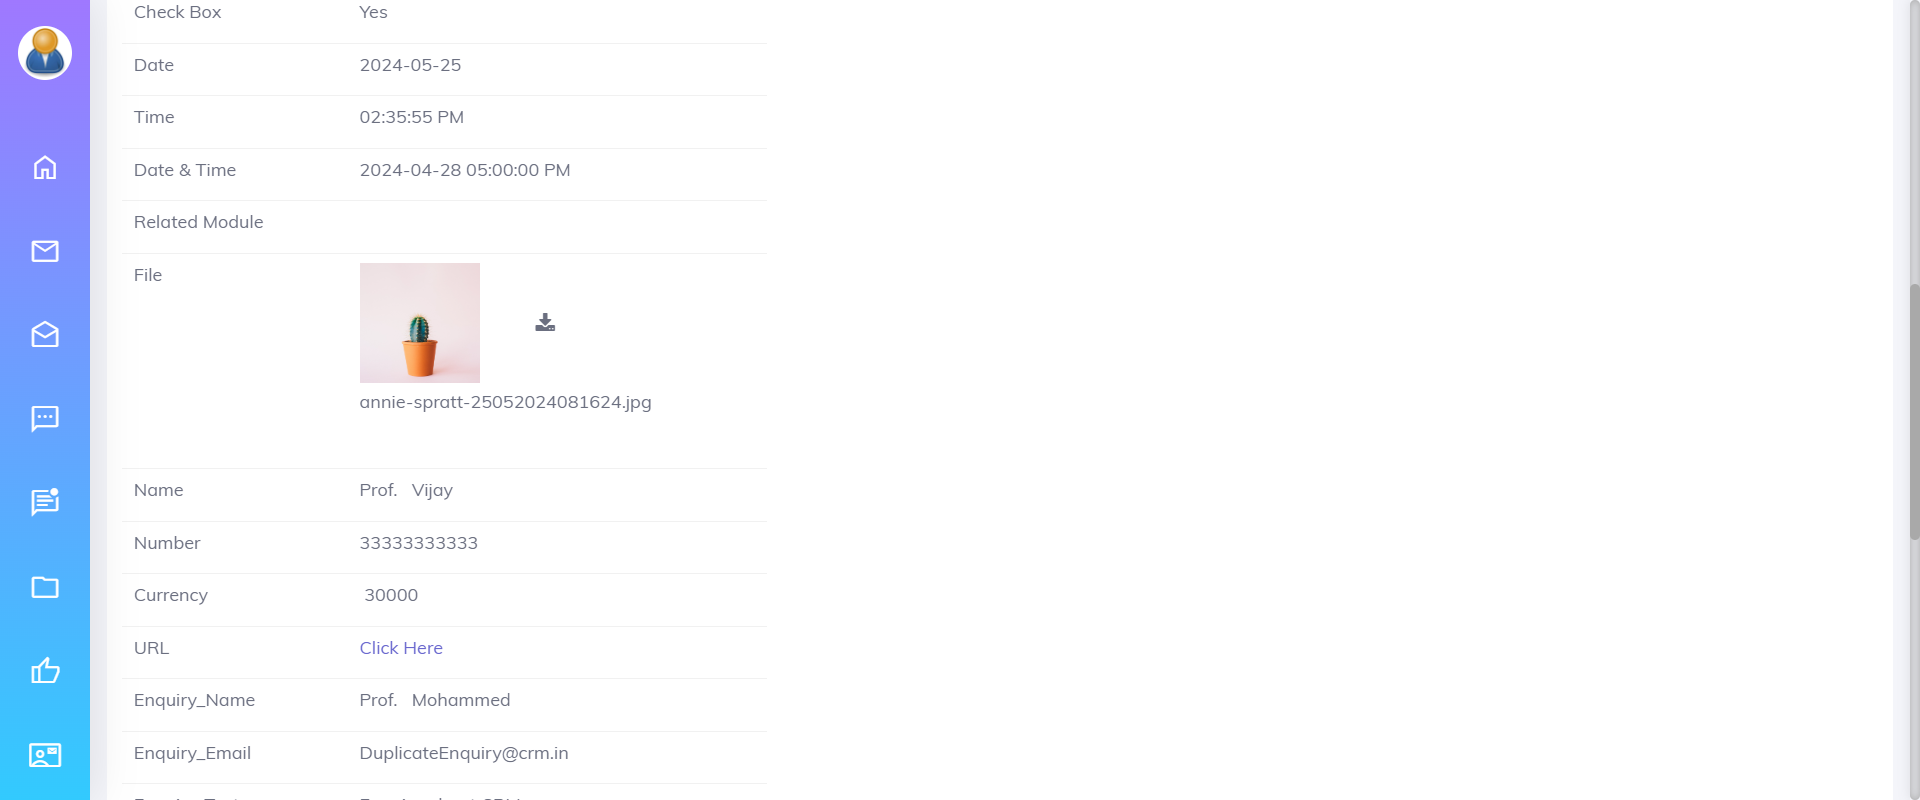 Check Box Yes
Date 2024-05-25
Time 02:35:55 PM
Date & Time 2024-04-28 05:00:00 PM
Related Module
File
annie-spratt-25052024081624.jpg
Name Prof. Vijay
Number 33333333333
Currency 30000
URL Click Here
Enquiry_Name Prof. Mohammed
Enquiry_Email DuplicateEnquiry@crm.in